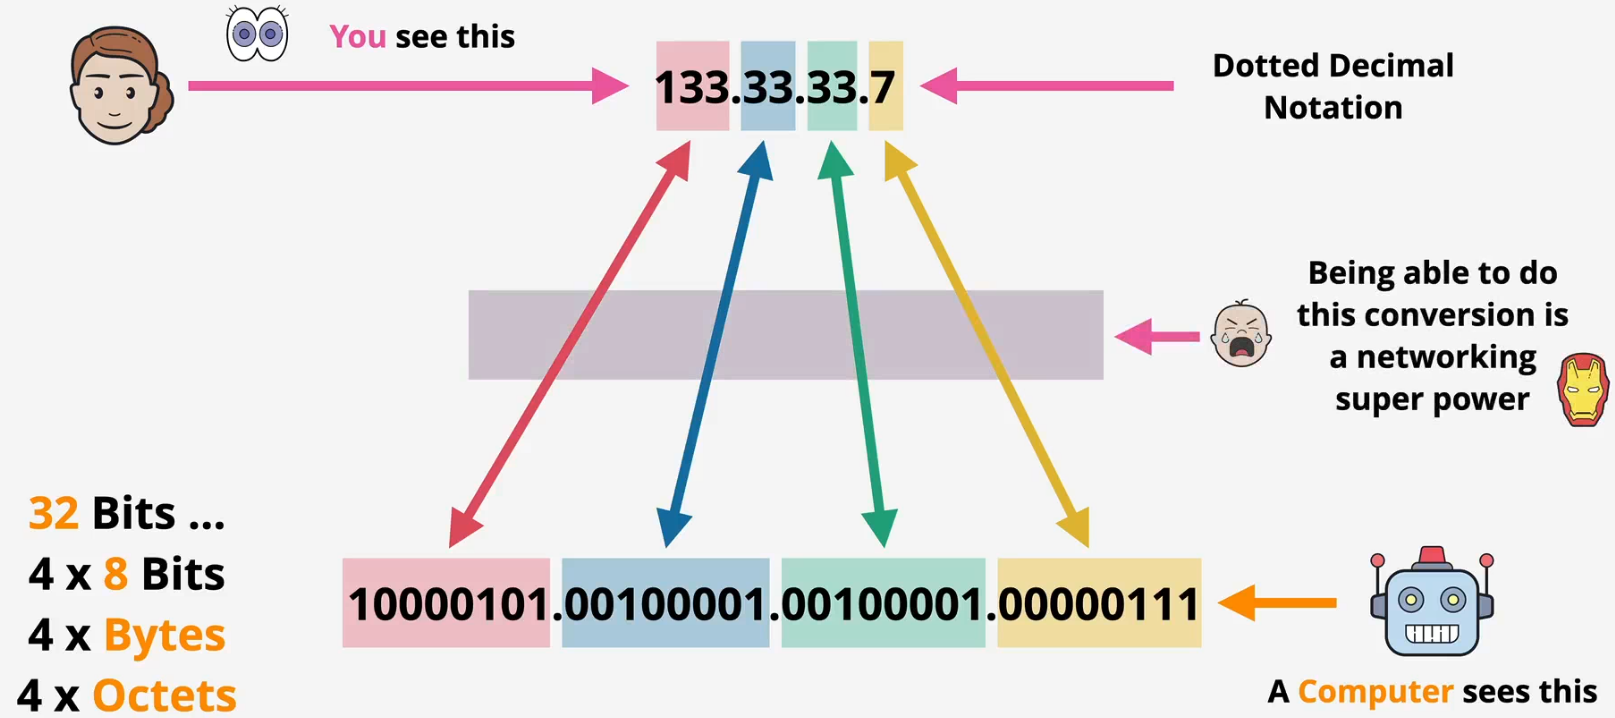 You see this
133.33.33.7
Dotted Decimal
Notation
Being able to do
this conversion is
a networking
super power
32 Bits ...
4 x 8 Bits
4 x Bytes
4 x Octets
10000101.00100001.00100001.00000111
A Computer sees this